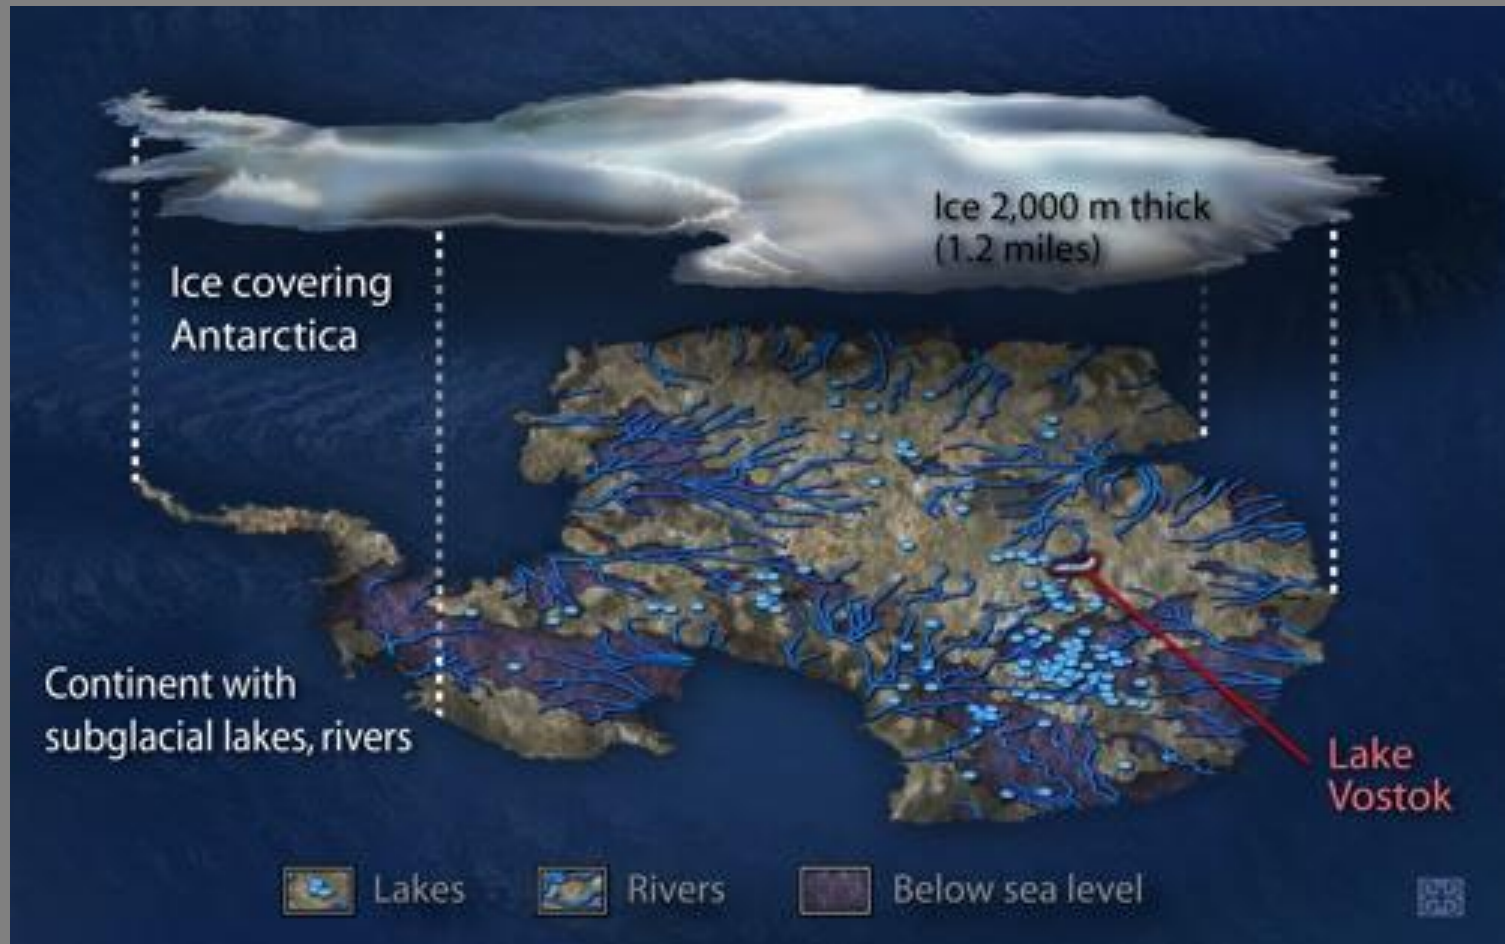 Ice 2,000 m thick
(1.2 miles)
Ice covering
Antarctica
Continent with
subglacial lakes, rivers
Lake
Vostok
Lakes
Rivers
Below sea level